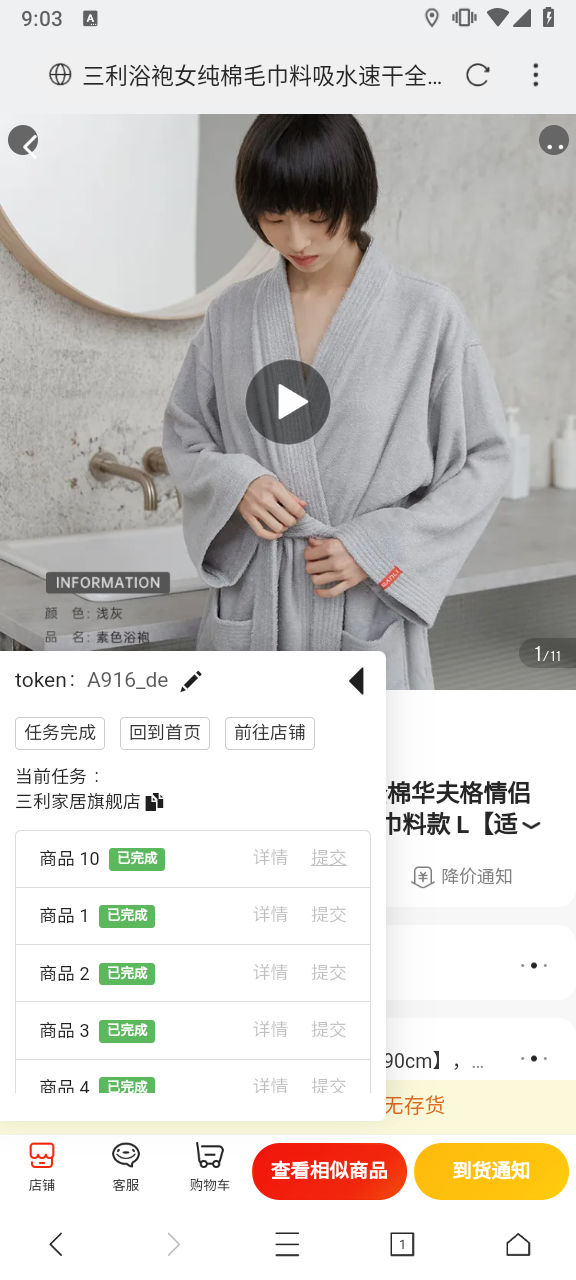 9:03 A
三利浴袍女纯棉毛巾料吸水速干全...
SANLI
INFORMATION
颜 色: 浅灰
品 名: 素色浴袍
1/11
token: A916_de
任务完成 回到首页 前往店铺
当前任务：
三利家居旗舰店
棉华夫格情侣
巾料款 L【适
降价通知
商品 10 已完成 详情 提交
商品 1 已完成 详情 提交
商品 2 已完成 详情 提交
商品 3 已完成 详情 提交
90cm】，...
商品 4 已完成 详情 提交
无存货
店铺 客服 购物车 查看相似商品 到货通知
1